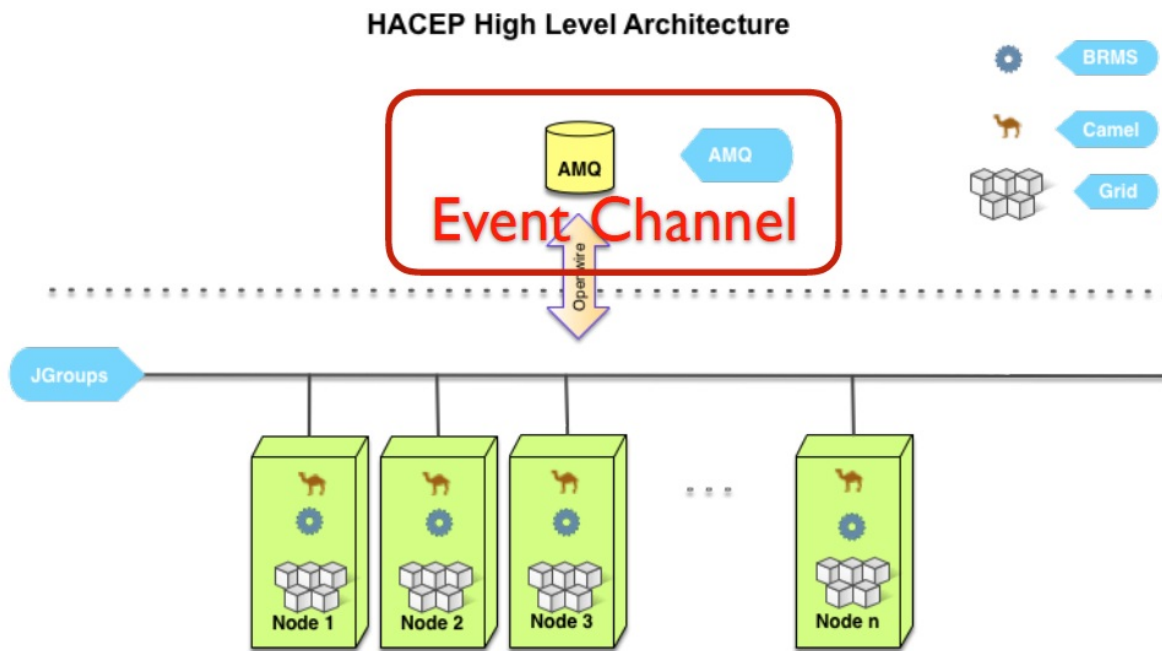 HACEP High Level Architecture
BRMS
Camel
Grid
AMQ
AMQ
Event Channel
Openwire
JGroups
Node 1
Node 2
Node 3
...
Node n